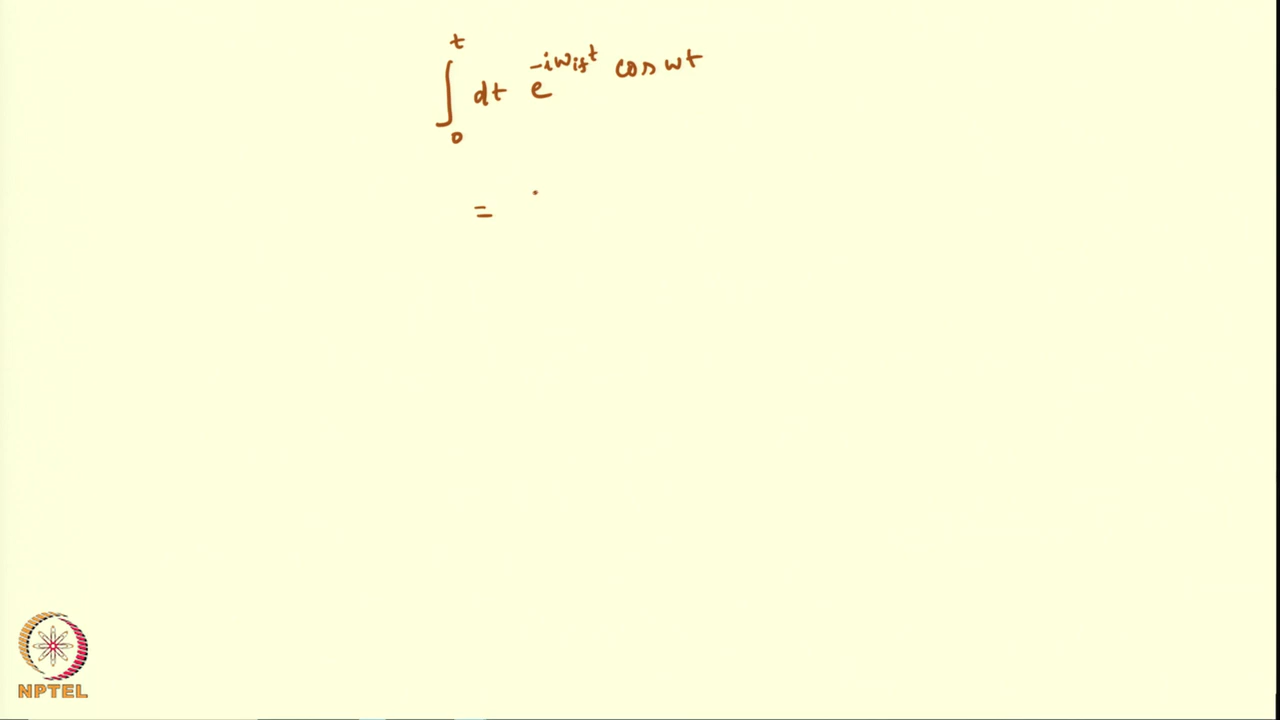 ∫₀ᵗ dt e^{-iω_{if}t} cos ωt
=
NPTEL